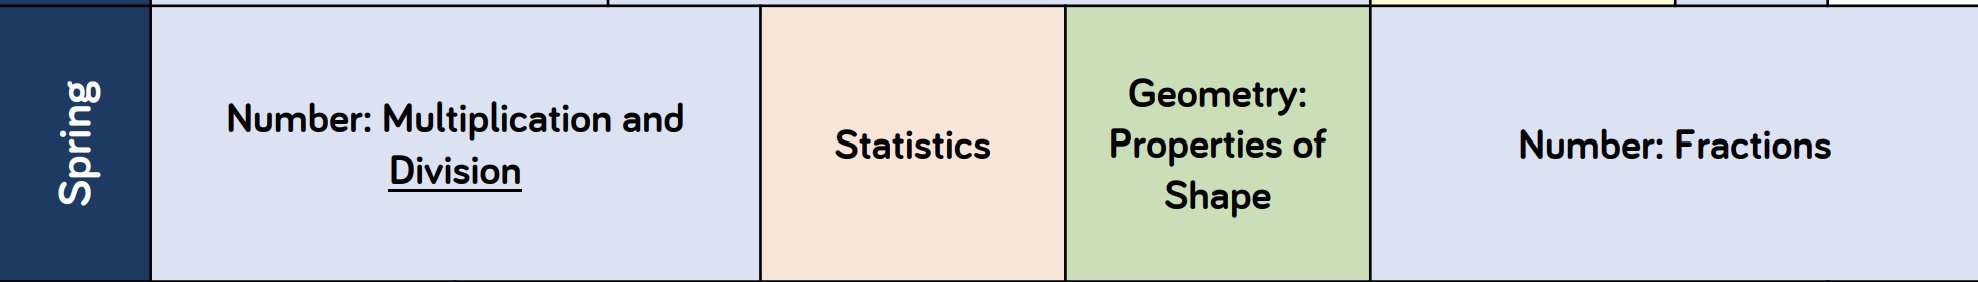 Spring
Number: Multiplication and
Division
Statistics
Geometry:
Properties of
Shape
Number: Fractions